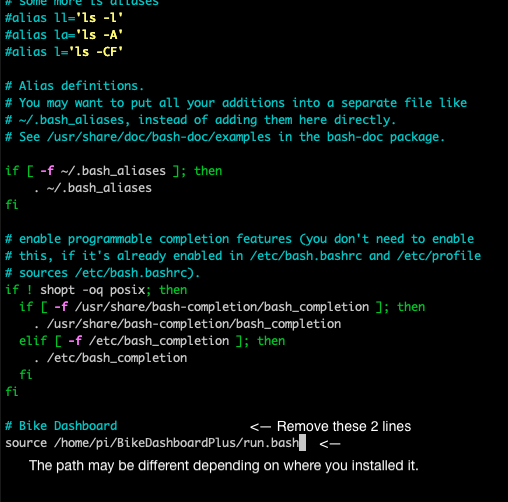 # some more ls aliases
#alias ll='ls -l'
#alias la='ls -A'
#alias l='ls -CF'

# Alias definitions.
# You may want to put all your additions into a separate file like
# ~/.bash_aliases, instead of adding them here directly.
# See /usr/share/doc/bash-doc/examples in the bash-doc package.

if [ -f ~/.bash_aliases ]; then
    . ~/.bash_aliases
fi

# enable programmable completion features (you don't need to enable
# this, if it's already enabled in /etc/bash.bashrc and /etc/profile
# sources /etc/bash.bashrc).
if ! shopt -oq posix; then
  if [ -f /usr/share/bash-completion/bash_completion ]; then
    . /usr/share/bash-completion/bash_completion
  elif [ -f /etc/bash_completion ]; then
    . /etc/bash_completion
  fi
fi

# Bike Dashboard <— Remove these 2 lines
source /home/pi/BikeDashboardPlus/run.bash <—
The path may be different depending on where you installed it.